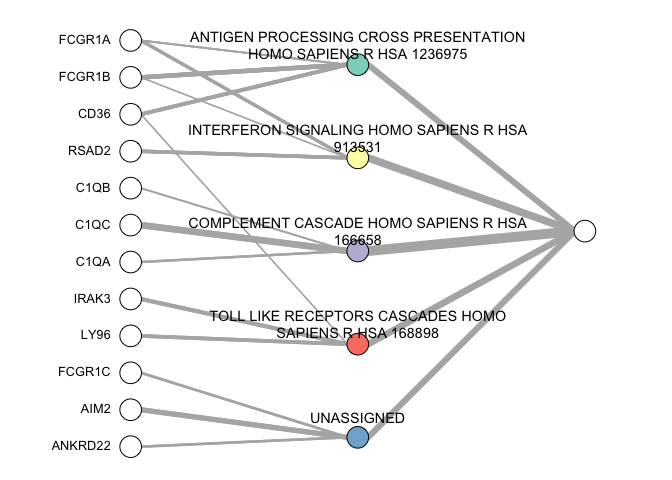 FCGR1A
FCGR1B
CD36
RSAD2
C1QB
C1QC
C1QA
IRAK3
LY96
FCGR1C
AIM2
ANKRD22
ANTIGEN PROCESSING CROSS PRESENTATION
HOMO SAPIENS R HSA 1236975
INTERFERON SIGNALING HOMO SAPIENS R HSA
913531
COMPLEMENT CASCADE HOMO SAPIENS R HSA
166658
TOLL LIKE RECEPTORS CASCADES HOMO
SAPIENS R HSA 168898
UNASSIGNED